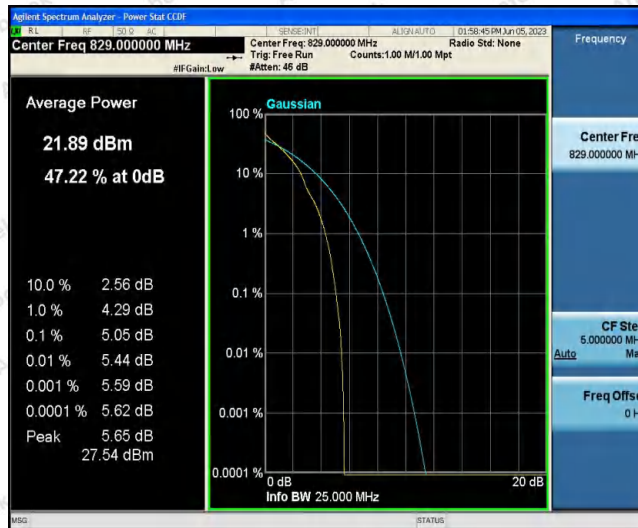 Agilent Spectrum Analyzer - Power Stat CCDF
RL RF 50 Ω AC SENSE:INT ALIGN AUTO 01:58:45 PM Jun 05, 2023
Center Freq 829.000000 MHz
Center Freq: 829.000000 MHz Radio Std: None
Trig: Free Run Counts:1.00 M/1.00 Mpt
#IFGain:Low #Atten: 46 dB
Frequency
Average Power
21.89 dBm
47.22 % at 0dB
10.0 % 2.56 dB
1.0 % 4.29 dB
0.1 % 5.05 dB
0.01 % 5.44 dB
0.001 % 5.59 dB
0.0001 % 5.62 dB
Peak 5.65 dB
27.54 dBm
Gaussian
100 %
10 %
1 %
0.1 %
0.01 %
0.001 %
0.0001 %
0 dB 20 dB
Info BW 25.000 MHz
Center Fre
829.000000 MH
CF Ste
5.000000 MH
Auto Ma
Freq Offse
0 H
MSG STATUS